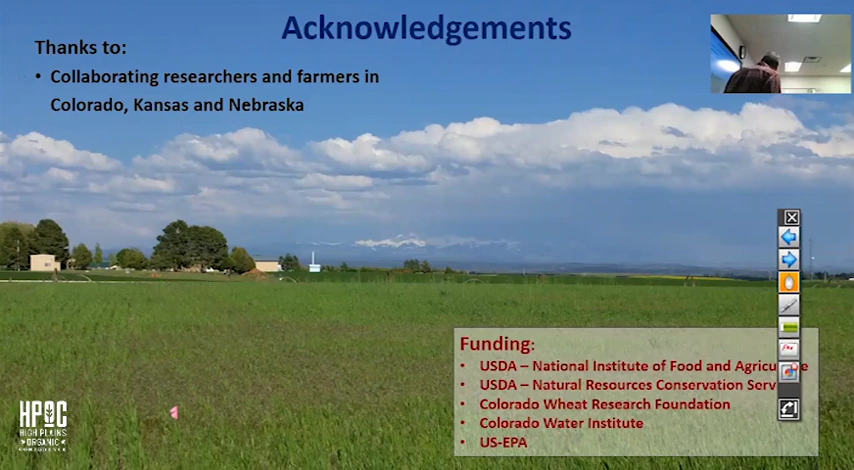 Acknowledgements
Thanks to:
• Collaborating researchers and farmers in
Colorado, Kansas and Nebraska
Funding:
• USDA – National Institute of Food and Agricu e
• USDA – Natural Resources Conservation Serv
• Colorado Wheat Research Foundation
• Colorado Water Institute
• US-EPA
HPOC
HIGH PLAINS
ORGANIC